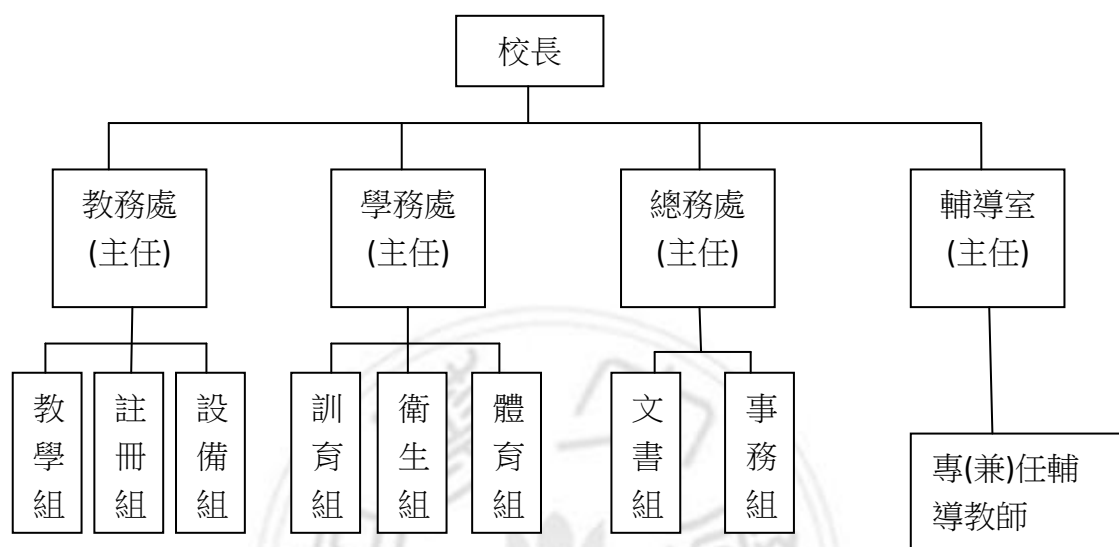 校長
教務處
(主任)
學務處
(主任)
總務處
(主任)
輔導室
(主任)
教學組
註冊組
設備組
訓育組
衛生組
體育組
文書組
事務組
專(兼)任輔
導教師